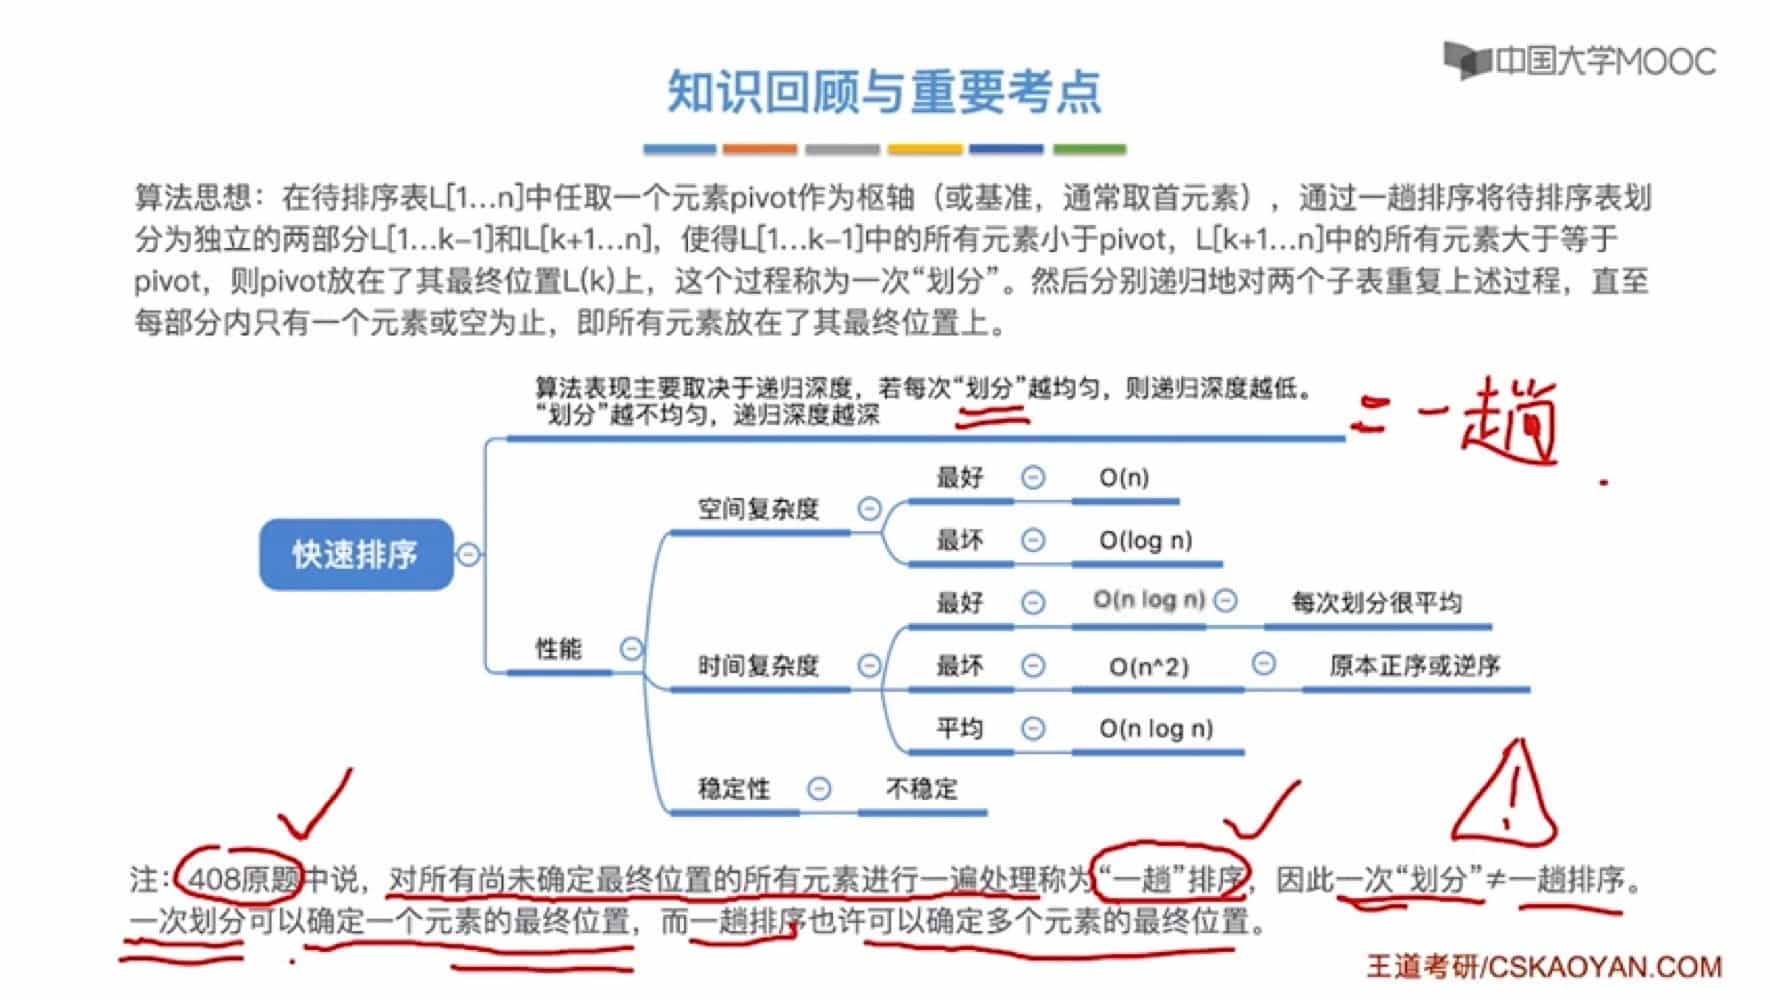 中国大学MOOC
知识回顾与重要考点
算法思想：在待排序表L[1...n]中任取一个元素pivot作为枢轴（或基准，通常取首元素），通过一趟排序将待排序表划
分为独立的两部分L[1...k-1]和L[k+1...n]，使得L[1...k-1]中的所有元素小于pivot，L[k+1...n]中的所有元素大于等于
pivot，则pivot放在了其最终位置L(k)上，这个过程称为一次“划分”。然后分别递归地对两个子表重复上述过程，直至
每部分内只有一个元素或空为止，即所有元素放在了其最终位置上。
算法表现主要取决于递归深度，若每次“划分”越均匀，则递归深度越低。
“划分”越不均匀，递归深度越深
= 一趟
快速排序
性能
空间复杂度
最好 O(n)
最坏 O(log n)
时间复杂度
最好 O(n log n) 每次划分很平均
最坏 O(n^2) 原本正序或逆序
平均 O(n log n)
稳定性 不稳定
!
注：408原题中说，对所有尚未确定最终位置的所有元素进行一遍处理称为“一趟”排序，因此一次“划分”≠一趟排序。
一次划分可以确定一个元素的最终位置，而一趟排序也许可以确定多个元素的最终位置。
王道考研/CSKAOYAN.COM